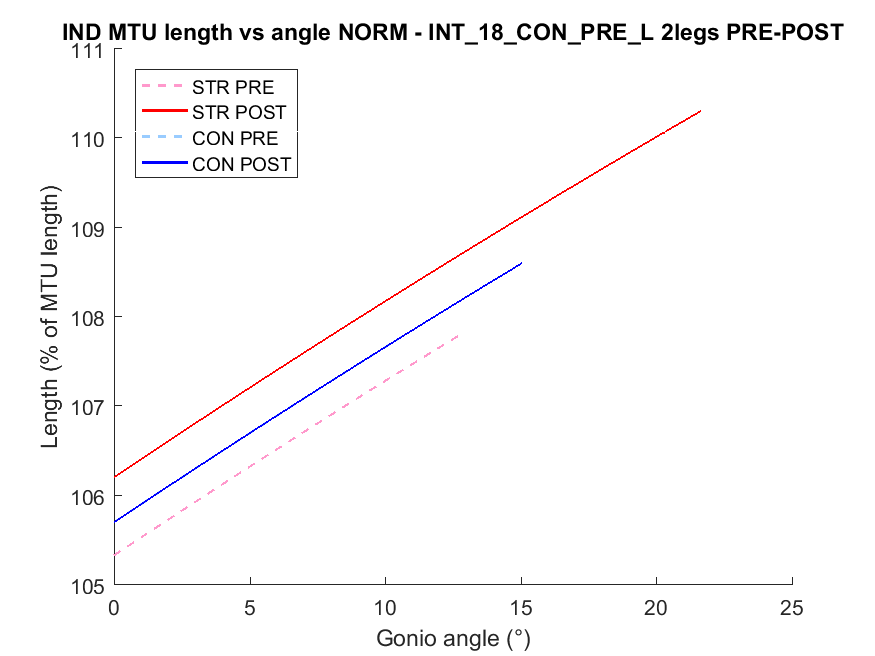 IND MTU length vs angle NORM - INT_18_CON_PRE_L 2legs PRE-POST
111
110
109
108
107
106
105
Length (% of MTU length)
STR PRE
STR POST
CON PRE
CON POST
0 5 10 15 20 25
Gonio angle (°)